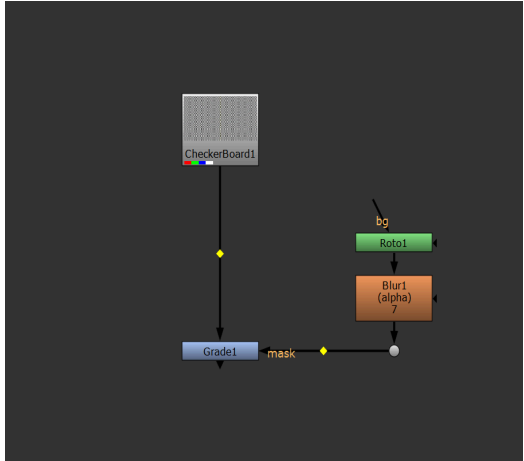 CheckerBoard1
bg
Roto1
Blur1
(alpha)
7
Grade1
mask